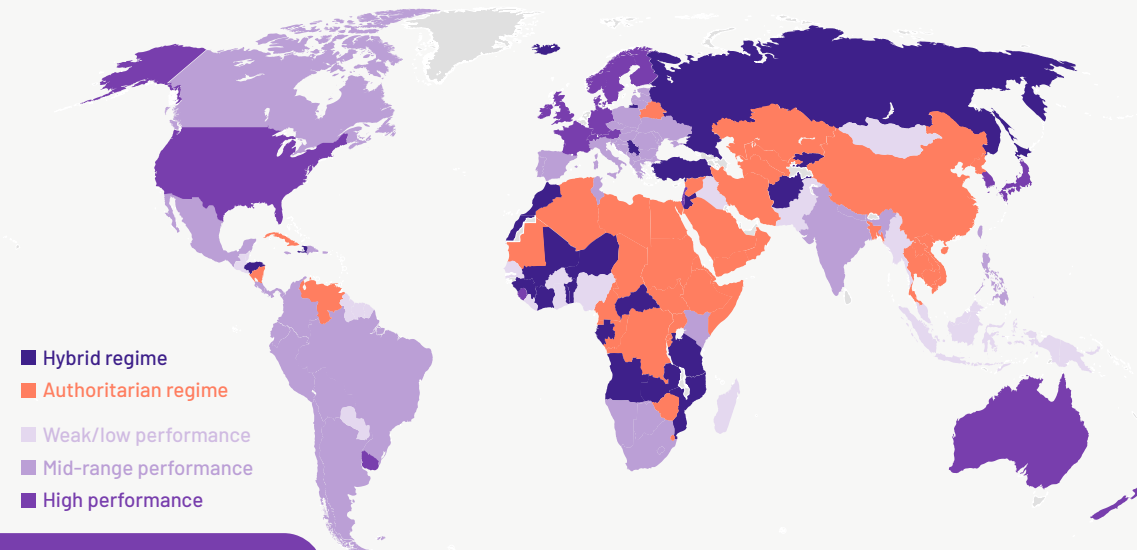 Hybrid regime
Authoritarian regime
Weak/low performance
Mid-range performance
High performance